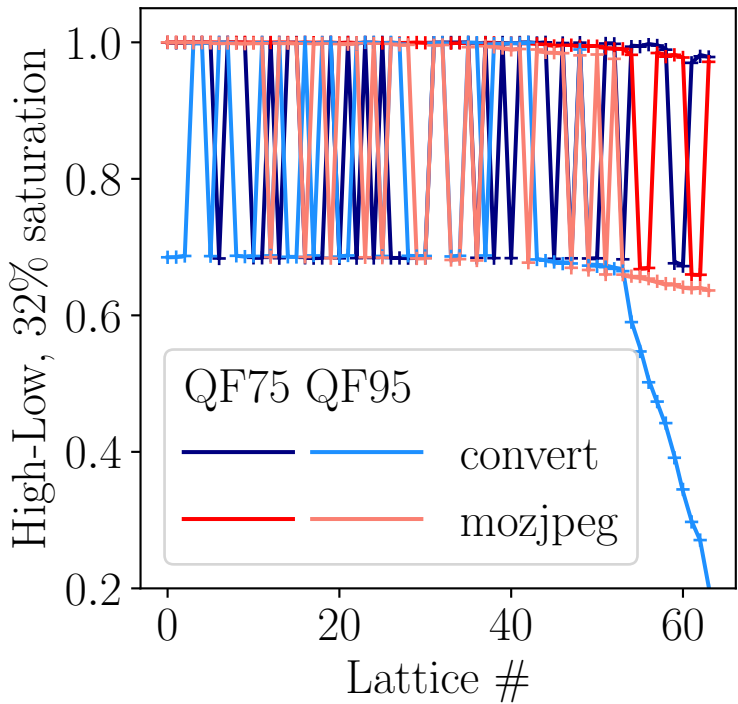 High-Low, 32% saturation
1.0
0.8
0.6
0.4
0.2
QF75 QF95
convert
mozjpeg
0 20 40 60
Lattice #